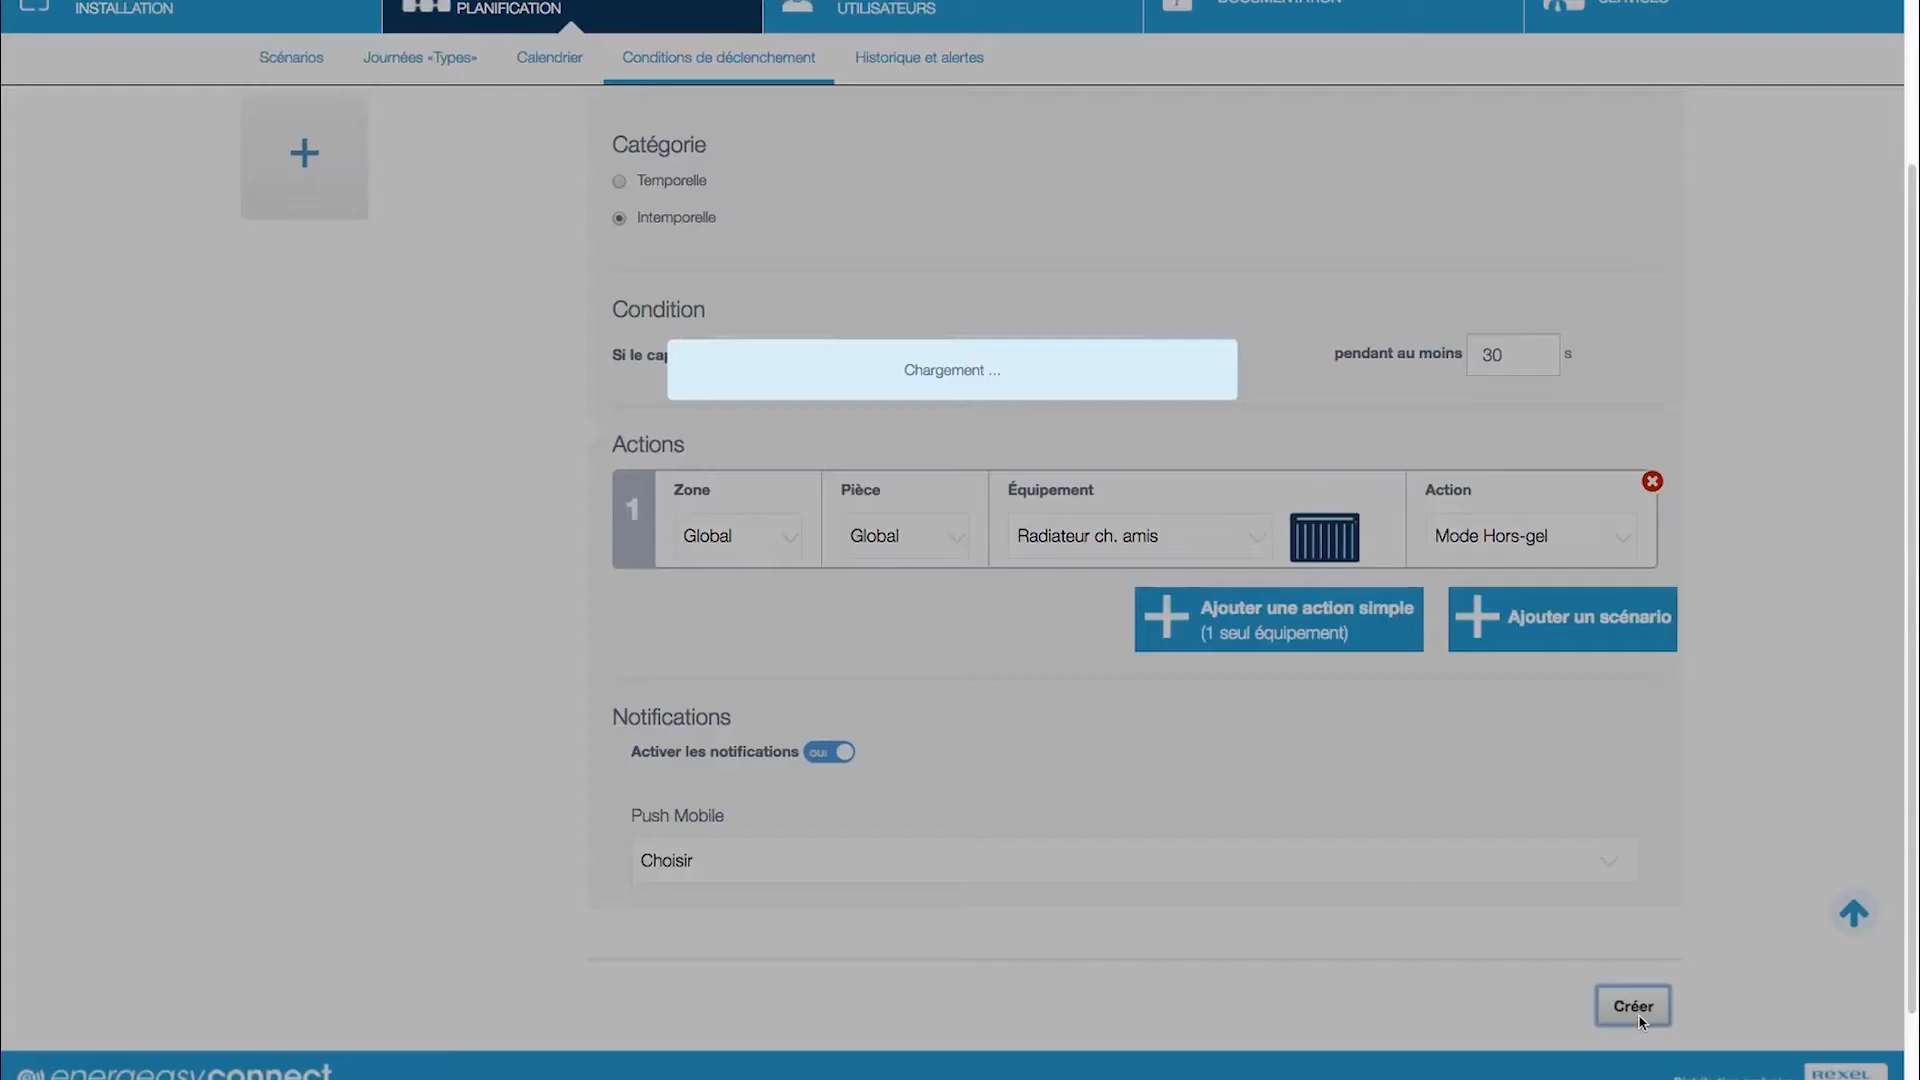 INSTALLATION
PLANIFICATION
UTILISATEURS
DOCUMENTATION
SERVICES
Scénarios
Journées «Types»
Calendrier
Conditions de déclenchement
Historique et alertes
+
Catégorie
Temporelle
Intemporelle
Condition
Si le cap
Chargement ...
pendant au moins
30
s
Actions
1
Zone
Pièce
Équipement
Action
Global
Global
Radiateur ch. amis
Mode Hors-gel
Ajouter une action simple
(1 seul équipement)
Ajouter un scénario
Notifications
Activer les notifications
OUI
Push Mobile
Choisir
Créer
energeasyconnect
REXEL